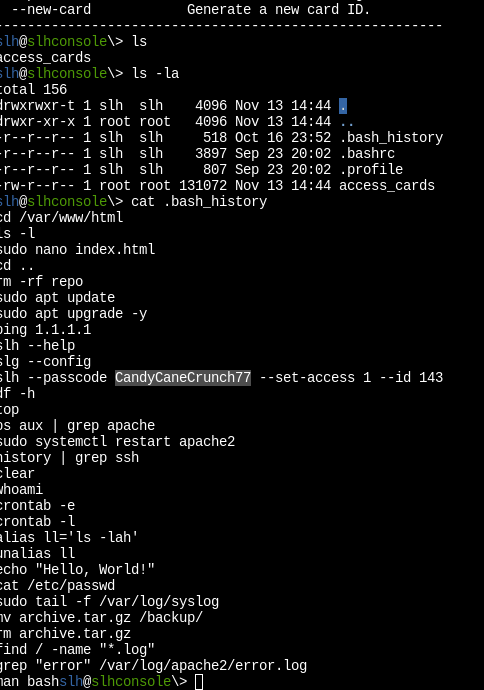 --new-card            Generate a new card ID.
--------------------------------------------------------
slh@slhconsole\> ls
access_cards
slh@slhconsole\> ls -la
total 156
drwxrwxr-t 1 slh  slh    4096 Nov 13 14:44 .
drwxr-xr-x 1 root root   4096 Nov 13 14:44 ..
-r--r--r-- 1 slh  slh     518 Oct 16 23:52 .bash_history
-r--r--r-- 1 slh  slh    3897 Sep 23 20:02 .bashrc
-r--r--r-- 1 slh  slh     807 Sep 23 20:02 .profile
-rw-r--r-- 1 root root 131072 Nov 13 14:44 access_cards
slh@slhconsole\> cat .bash_history
cd /var/www/html
ls -l
sudo nano index.html
cd ..
rm -rf repo
sudo apt update
sudo apt upgrade -y
ping 1.1.1.1
slh --help
slg --config
slh --passcode CandyCaneCrunch77 --set-access 1 --id 143
df -h
top
ps aux | grep apache
sudo systemctl restart apache2
history | grep ssh
clear
whoami
crontab -e
crontab -l
alias ll='ls -lah'
unalias ll
echo "Hello, World!"
cat /etc/passwd
sudo tail -f /var/log/syslog
mv archive.tar.gz /backup/
rm archive.tar.gz
find / -name "*.log"
grep "error" /var/log/apache2/error.log
man bashslh@slhconsole\>